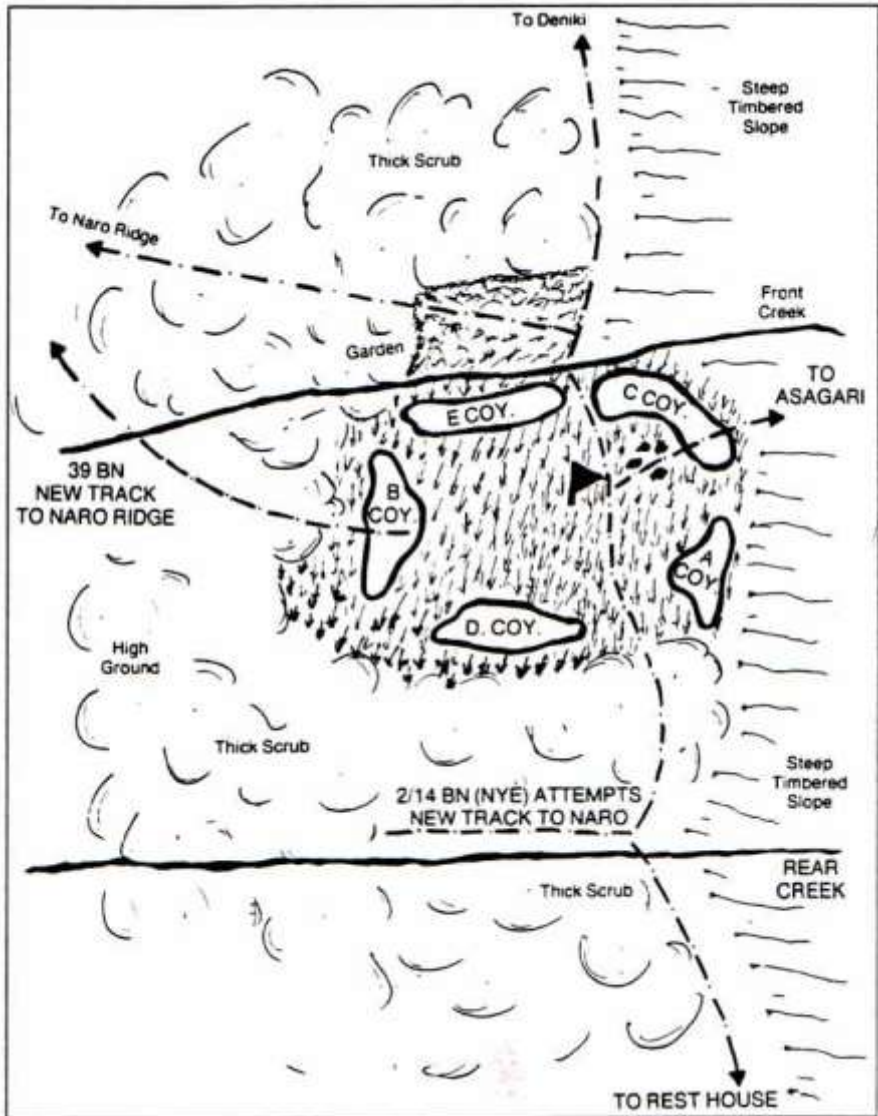 To Deniki
Steep
Timbered
Slope
Thick Scrub
To Naro Ridge
Front
Creek
Garden
TO
ASAGARI
C COY.
E COY.
39 BN
NEW TRACK
TO NARO RIDGE
B
COY.
A
COY.
D. COY.
High
Ground
Thick Scrub
Steep
Timbered
Slope
2/14 BN (NYE) ATTEMPTS
NEW TRACK TO NARO
REAR
CREEK
Thick Scrub
TO REST HOUSE